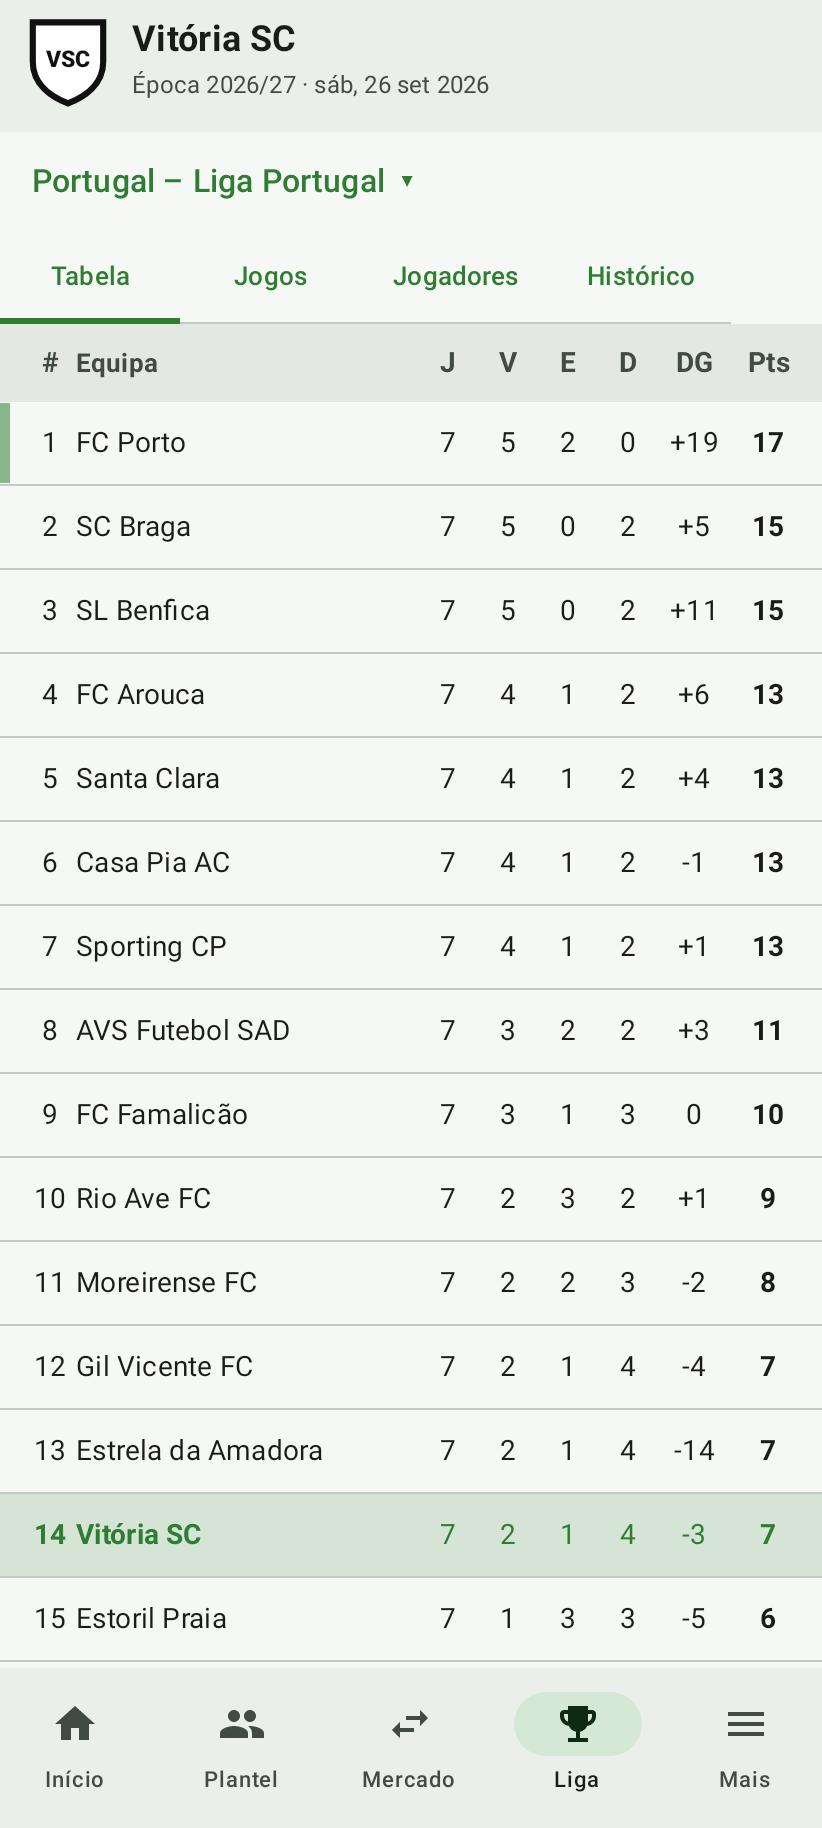 VSC
Vitória SC
Época 2026/27 · sáb, 26 set 2026
Portugal – Liga Portugal ▼
Tabela Jogos Jogadores Histórico
# Equipa J V E D DG Pts
1 FC Porto 7 5 2 0 +19 17
2 SC Braga 7 5 0 2 +5 15
3 SL Benfica 7 5 0 2 +11 15
4 FC Arouca 7 4 1 2 +6 13
5 Santa Clara 7 4 1 2 +4 13
6 Casa Pia AC 7 4 1 2 -1 13
7 Sporting CP 7 4 1 2 +1 13
8 AVS Futebol SAD 7 3 2 2 +3 11
9 FC Famalicão 7 3 1 3 0 10
10 Rio Ave FC 7 2 3 2 +1 9
11 Moreirense FC 7 2 2 3 -2 8
12 Gil Vicente FC 7 2 1 4 -4 7
13 Estrela da Amadora 7 2 1 4 -14 7
14 Vitória SC 7 2 1 4 -3 7
15 Estoril Praia 7 1 3 3 -5 6
Início Plantel Mercado Liga Mais